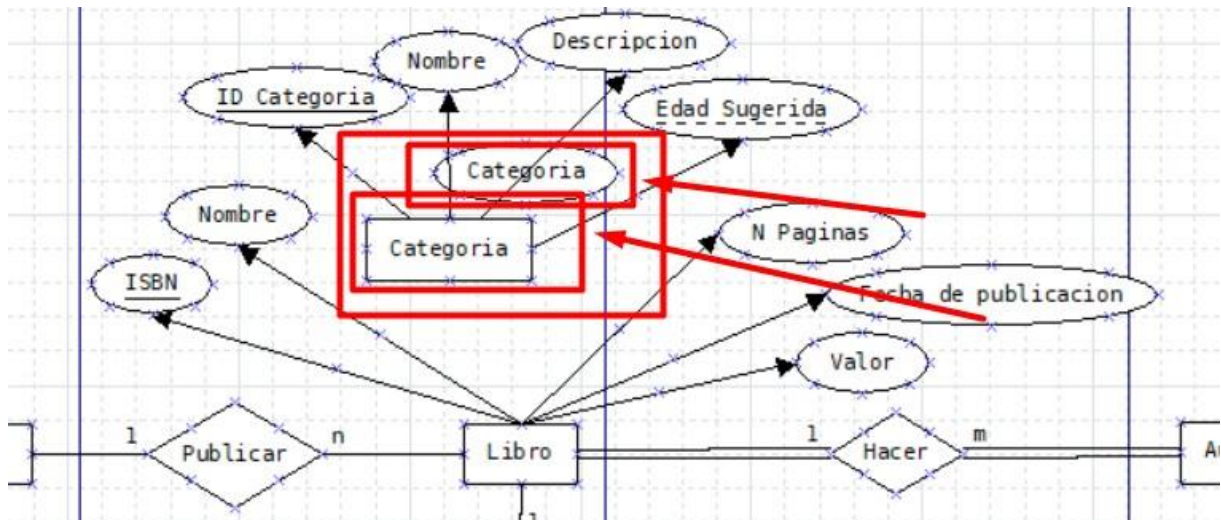 Descripcion
Nombre
ID Categoria
Edad Sugerida
Categoria
Nombre
N Paginas
Categoria
ISBN
Fecha de publicacion
Valor
1
Publicar
n
Libro
1
Hacer
m
1